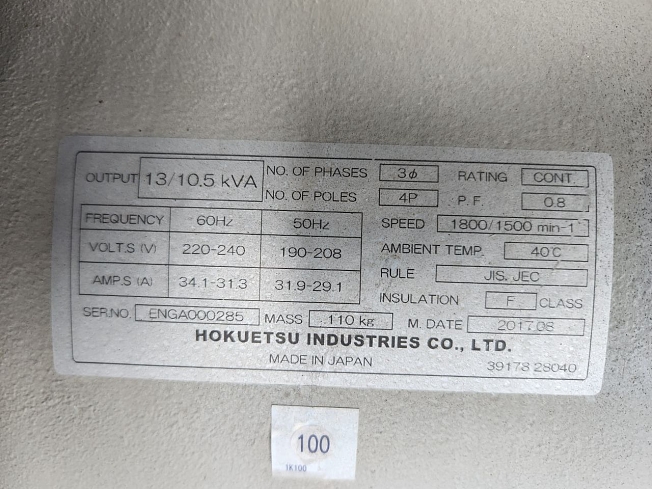 OUTPUT 13/10.5 kVA NO. OF PHASES 3φ RATING CONT.
NO. OF POLES 4P P. F. 0.8
FREQUENCY 60Hz 50Hz SPEED 1800/1500 min-1
VOLT.S (V) 220-240 190-208 AMBIENT TEMP. 40℃
AMP.S (A) 34.1-31.3 31.9-29.1 RULE JIS. JEC
INSULATION F CLASS
SER.NO. ENGA000285 MASS 110 kg M. DATE 2017.08
HOKUETSU INDUSTRIES CO., LTD.
MADE IN JAPAN 39178 28040
100
1K100